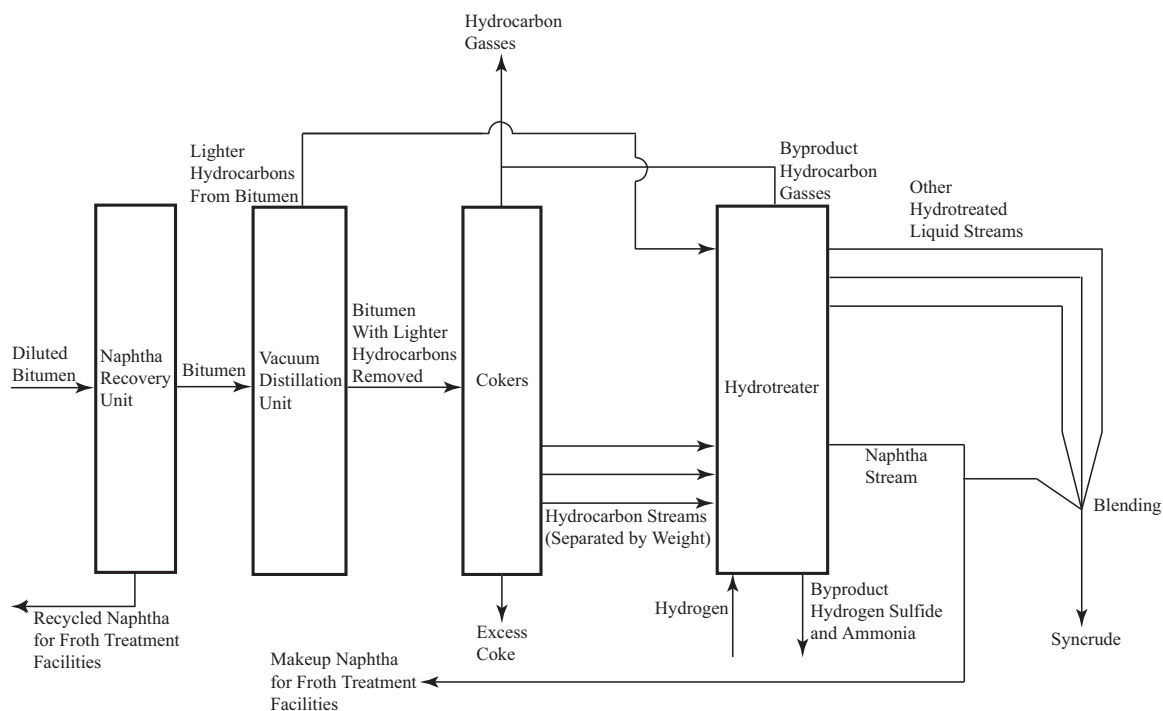 Hydrocarbon
Gasses
Lighter
Hydrocarbons
From Bitumen
Byproduct
Hydrocarbon
Gasses
Other
Hydrotreated
Liquid Streams
Diluted
Bitumen
Naphtha
Recovery
Unit
Bitumen
Vacuum
Distillation
Unit
Bitumen
With Lighter
Hydrocarbons
Removed
Cokers
Hydrotreater
Naphtha
Stream
Blending
Hydrocarbon Streams
(Separated by Weight)
Recycled Naphtha
for Froth Treatment
Facilities
Excess
Coke
Hydrogen
Byproduct
Hydrogen Sulfide
and Ammonia
Syncrude
Makeup Naphtha
for Froth Treatment
Facilities